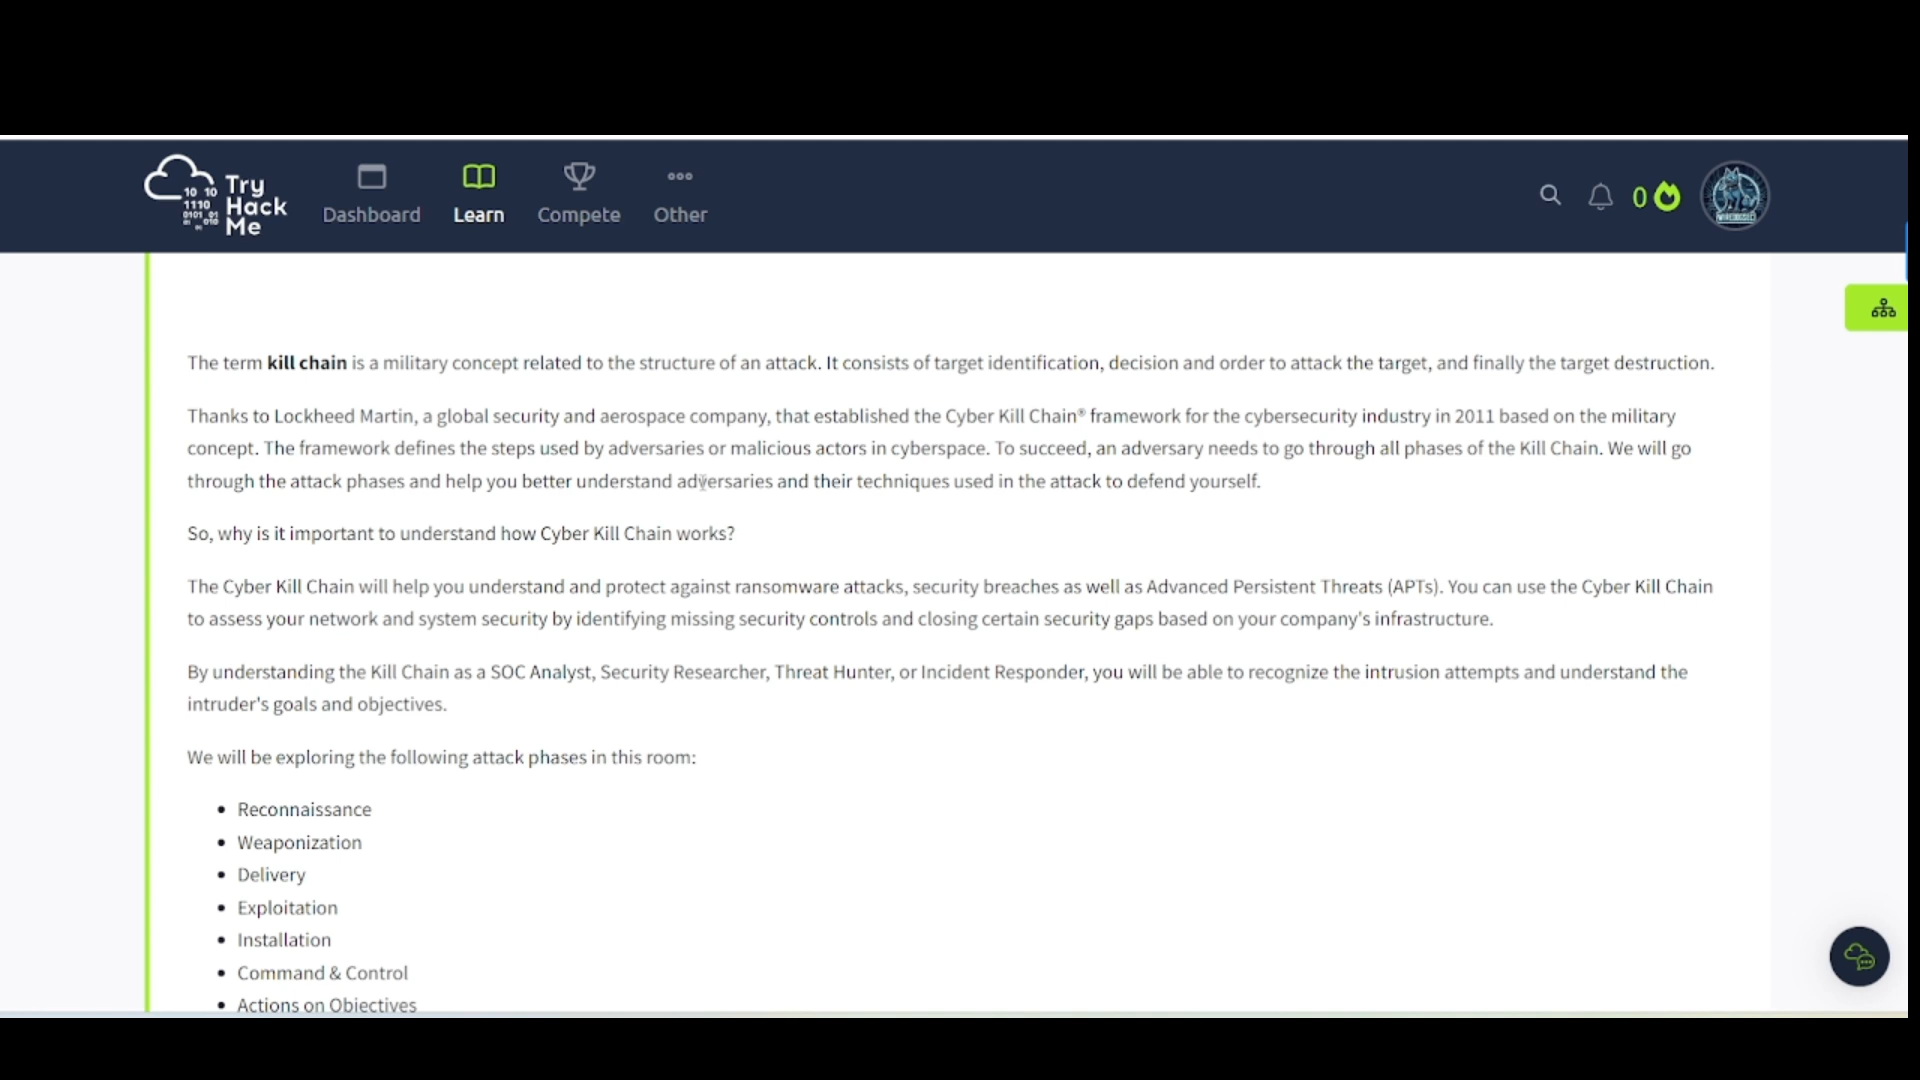 10 10
1110
0101 01
01 010
Try
Hack
Me
Dashboard
Learn
Compete
Other
0
The term kill chain is a military concept related to the structure of an attack. It consists of target identification, decision and order to attack the target, and finally the target destruction.
Thanks to Lockheed Martin, a global security and aerospace company, that established the Cyber Kill Chain® framework for the cybersecurity industry in 2011 based on the military
concept. The framework defines the steps used by adversaries or malicious actors in cyberspace. To succeed, an adversary needs to go through all phases of the Kill Chain. We will go
through the attack phases and help you better understand adversaries and their techniques used in the attack to defend yourself.
So, why is it important to understand how Cyber Kill Chain works?
The Cyber Kill Chain will help you understand and protect against ransomware attacks, security breaches as well as Advanced Persistent Threats (APTs). You can use the Cyber Kill Chain
to assess your network and system security by identifying missing security controls and closing certain security gaps based on your company's infrastructure.
By understanding the Kill Chain as a SOC Analyst, Security Researcher, Threat Hunter, or Incident Responder, you will be able to recognize the intrusion attempts and understand the
intruder's goals and objectives.
We will be exploring the following attack phases in this room:
• Reconnaissance
• Weaponization
• Delivery
• Exploitation
• Installation
• Command & Control
• Actions on Objectives